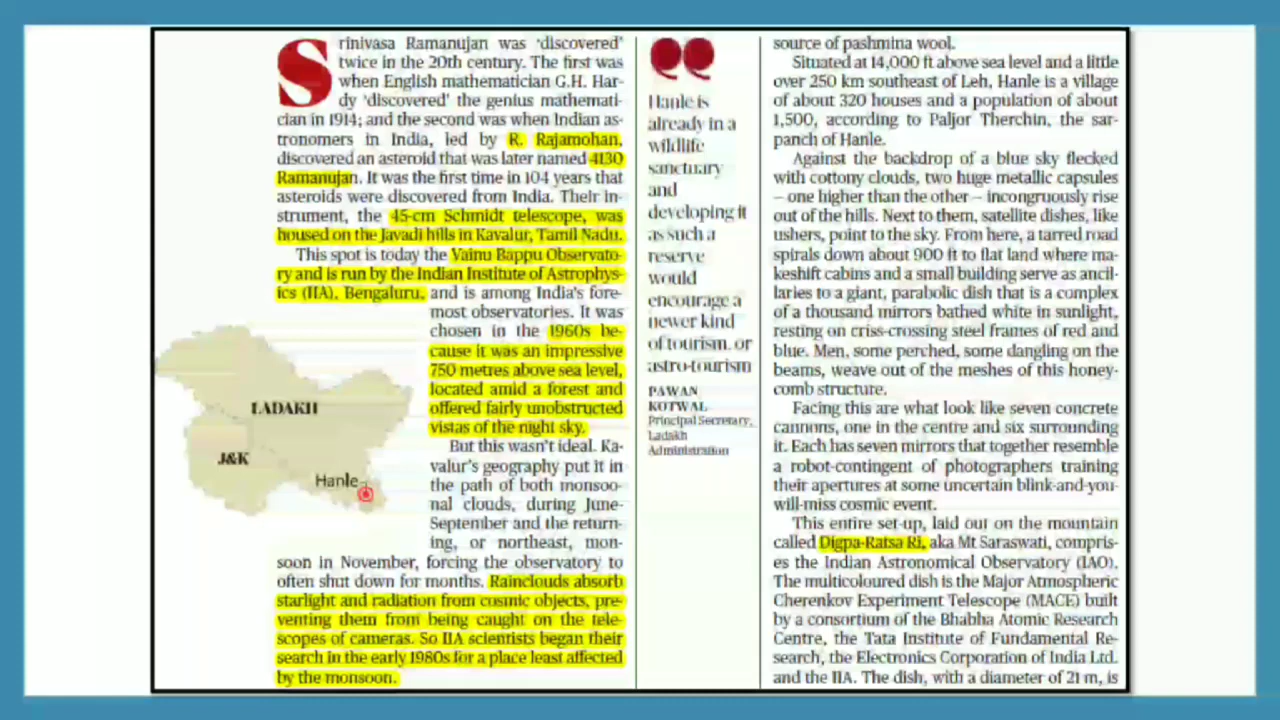 Srinivasa Ramanujan was ‘discovered’
twice in the 20th century. The first was
when English mathematician G.H. Har-
dy ‘discovered’ the genius mathemati-
cian in 1914; and the second was when Indian as-
tronomers in India, led by R. Rajamohan,
discovered an asteroid that was later named 4130
Ramanujan. It was the first time in 104 years that
asteroids were discovered from India. Their in-
strument, the 45-cm Schmidt telescope, was
housed on the Javadi hills in Kavalur, Tamil Nadu.
This spot is today the Vainu Bappu Observato-
ry and is run by the Indian Institute of Astrophys-
ics (IIA), Bengaluru, and is among India’s fore-
most observatories. It was
chosen in the 1960s be-
cause it was an impressive
750 metres above sea level,
located amid a forest and
offered fairly unobstructed
vistas of the night sky.
But this wasn’t ideal. Ka-
valur’s geography put it in
the path of both monsoo-
nal clouds, during June-
September and the return-
ing, or northeast, mon-
soon in November, forcing the observatory to
often shut down for months. Rainclouds absorb
starlight and radiation from cosmic objects, pre-
venting them from being caught on the tele-
scopes of cameras. So IIA scientists began their
search in the early 1980s for a place least affected
by the monsoon.
LADAKH
J&K
Hanle
Hanle is
already in a
wildlife
sanctuary
and
developing it
as such a
reserve
would
encourage a
newer kind
of tourism, or
astro-tourism
PAWAN
KOTWAL
Principal Secretary,
Ladakh
Administration
source of pashmina wool.
Situated at 14,000 ft above sea level and a little
over 250 km southeast of Leh, Hanle is a village
of about 320 houses and a population of about
1,500, according to Paljor Therchin, the sar-
panch of Hanle.
Against the backdrop of a blue sky flecked
with cottony clouds, two huge metallic capsules
– one higher than the other – incongruously rise
out of the hills. Next to them, satellite dishes, like
ushers, point to the sky. From here, a tarred road
spirals down about 900 ft to flat land where ma-
keshift cabins and a small building serve as ancil-
laries to a giant, parabolic dish that is a complex
of a thousand mirrors bathed white in sunlight,
resting on criss-crossing steel frames of red and
blue. Men, some perched, some dangling on the
beams, weave out of the meshes of this honey-
comb structure.
Facing this are what look like seven concrete
cannons, one in the centre and six surrounding
it. Each has seven mirrors that together resemble
a robot-contingent of photographers training
their apertures at some uncertain blink-and-you-
will-miss cosmic event.
This entire set-up, laid out on the mountain
called Digpa-Ratsa Ri, aka Mt Saraswati, compris-
es the Indian Astronomical Observatory (IAO).
The multicoloured dish is the Major Atmospheric
Cherenkov Experiment Telescope (MACE) built
by a consortium of the Bhabha Atomic Research
Centre, the Tata Institute of Fundamental Re-
search, the Electronics Corporation of India Ltd.
and the IIA. The dish, with a diameter of 21 m, is